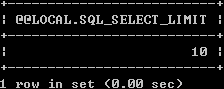 @@LOCAL.SQL_SELECT_LIMIT
10
1 row in set (0.00 sec)